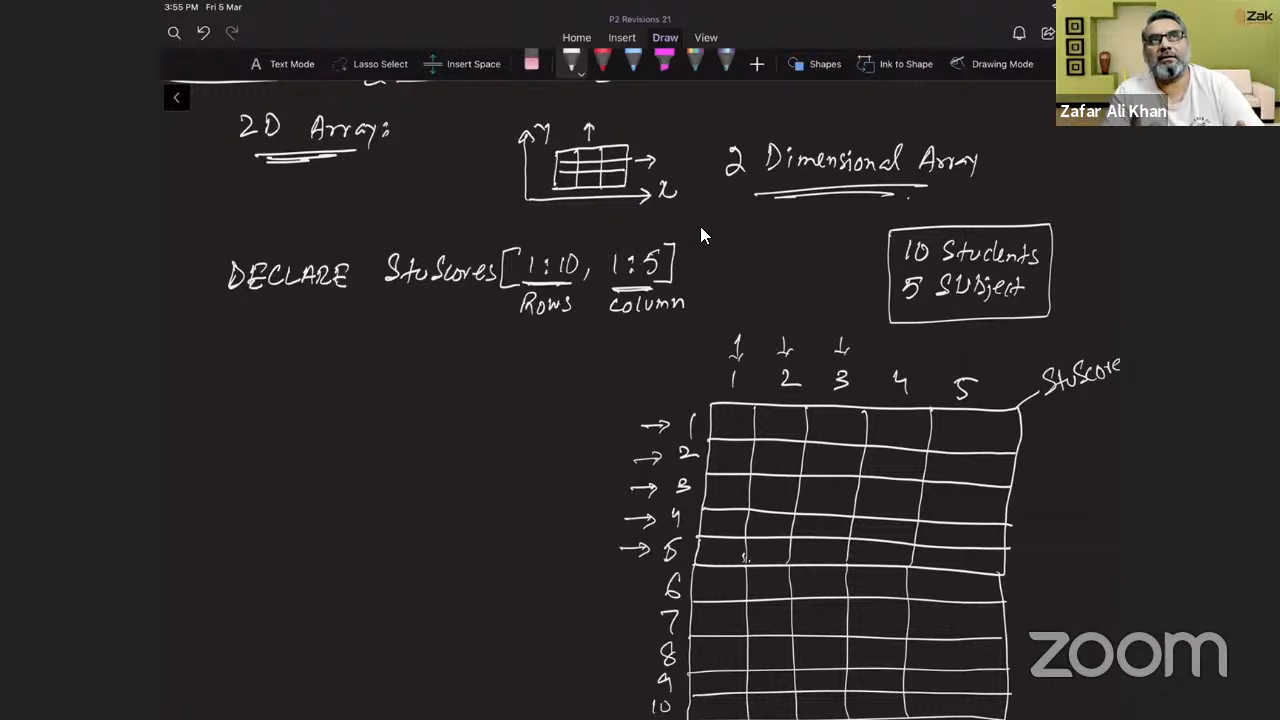 3:55 PM Fri 5 Mar
P2 Revisions 21
Home Insert Draw View
Text Mode Lasso Select Insert Space Shapes Ink to Shape Drawing Mode
Zak
Zafar Ali Khan
2D Array:
Y
X
2 Dimensional Array
DECLARE StuScores [1:10, 1:5]
Rows Column
10 Students
5 Subject
1 2 3 4 5
StuScore
1
2
3
4
5
6
7
8
9
10
zoom